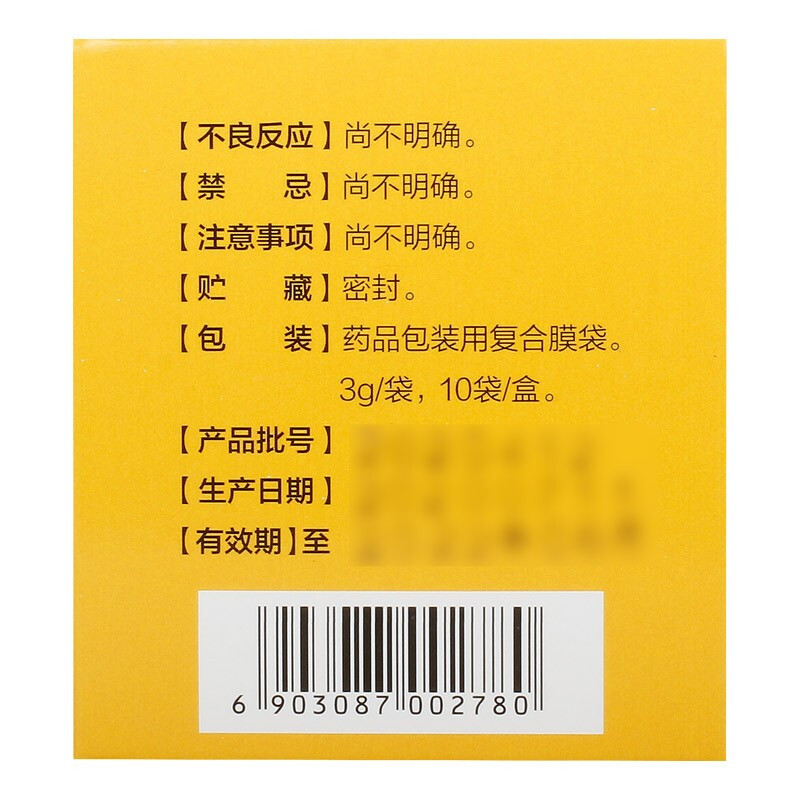 【不良反应】尚不明确。
【禁 忌】尚不明确。
【注意事项】尚不明确。
【贮 藏】密封。
【包 装】药品包装用复合膜袋。
3g/袋，10袋/盒。
【产品批号】
【生产日期】
【有效期】至
6 903087 002780